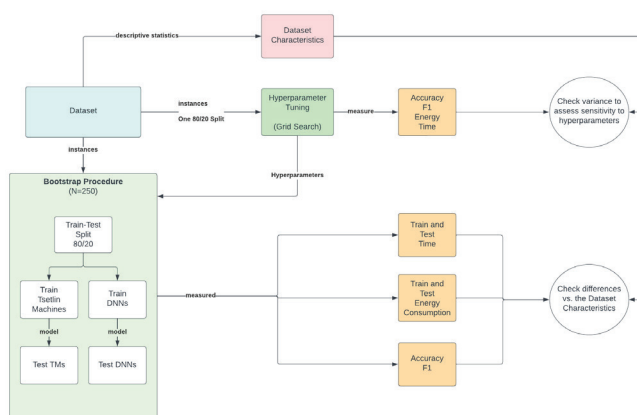 descriptive statistics
Dataset
Characteristics
Dataset
instances
One 80/20 Split
Hyperparameter
Tuning
(Grid Search)
measure
Accuracy
F1
Energy
Time
Check variance to
assess sensitivity to
hyperparameters
instances
Hyperparameters
Bootstrap Procedure
(N=250)
Train-Test
Split
80/20
Train
Tsetlin
Machines
Train
DNNs
model
model
Test TMs
Test DNNs
measured
Train and
Test
Time
Train and
Test
Energy
Consumption
Accuracy
F1
Check differences
vs. the Dataset
Characteristics